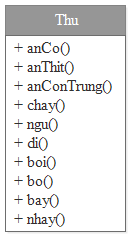 Thu
+ anCo()
+ anThit()
+ anConTrung()
+ chay()
+ ngu()
+ di()
+ boi()
+ bo()
+ bay()
+ nhay()